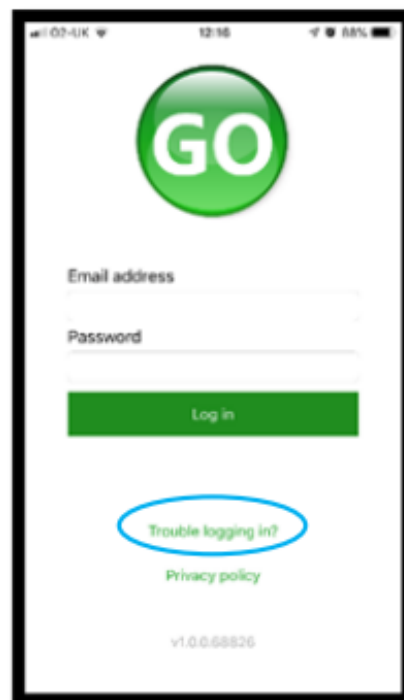 O2-UK 12:16 88%
GO
Email address
Password
Log in
Trouble logging in?
Privacy policy
v1.0.0.68826